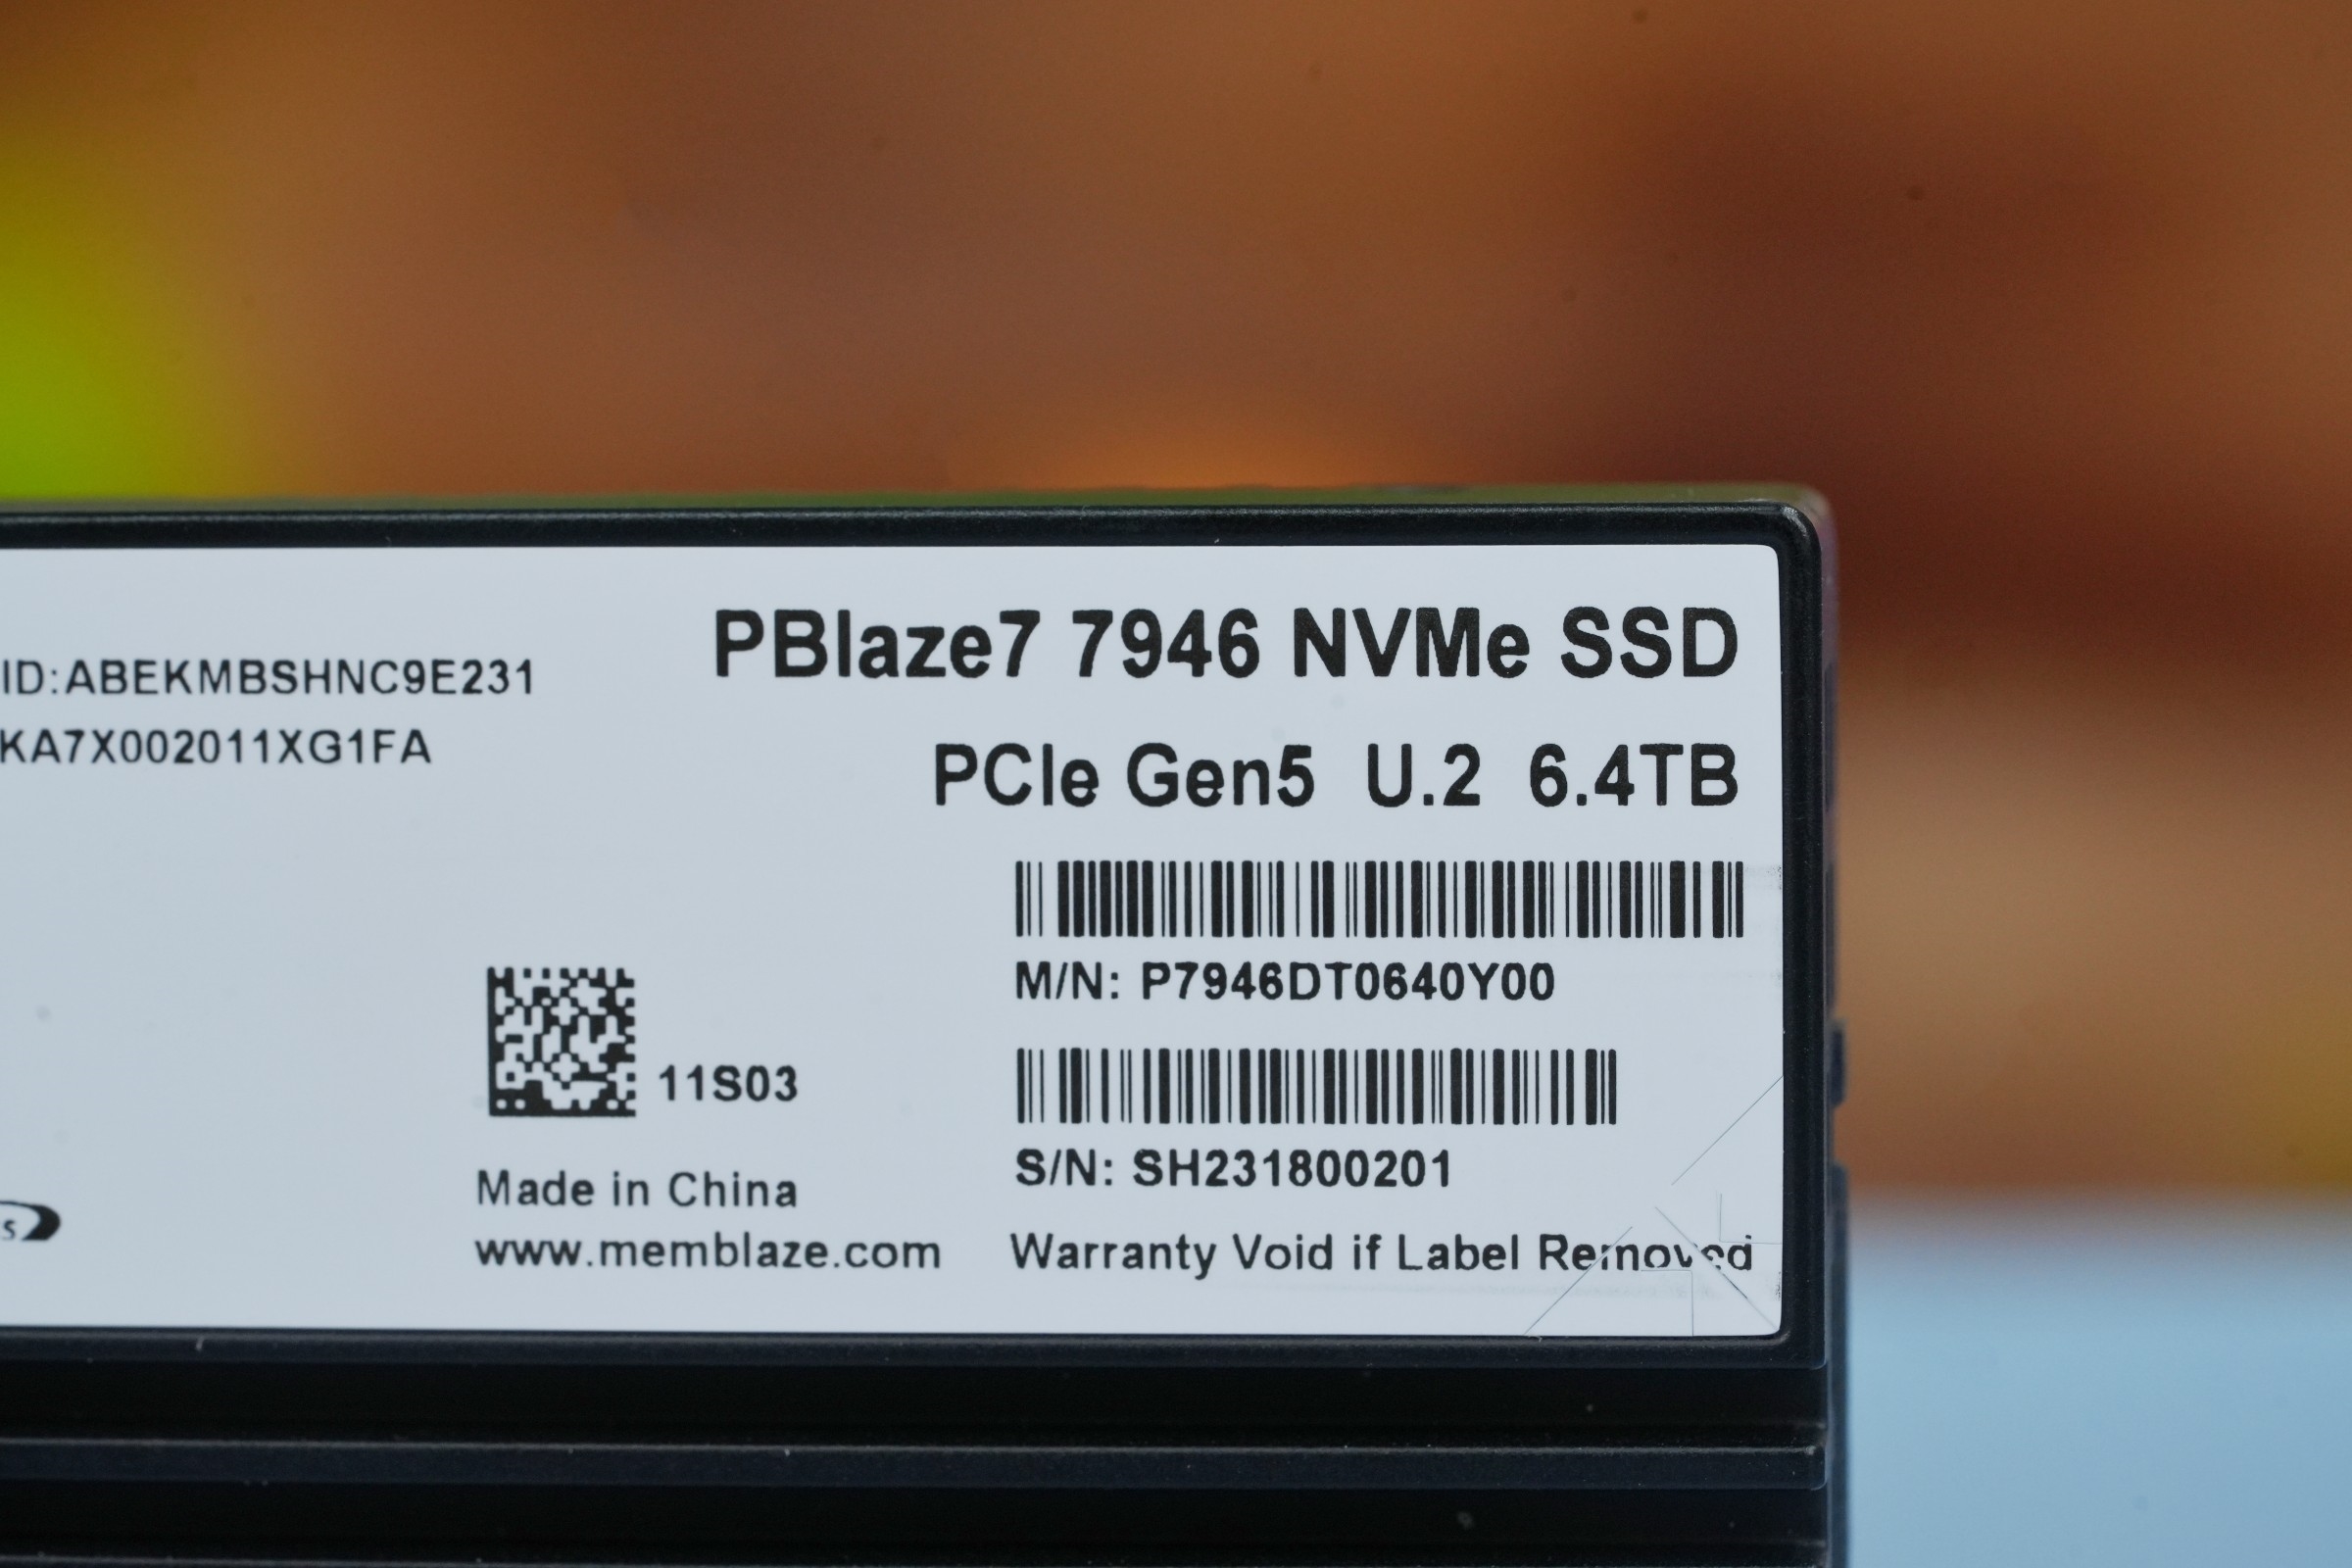 PBlaze7 7946 NVMe SSD
ID:ABEKMBSHNC9E231
KA7X002011XG1FA
PCIe Gen5 U.2 6.4TB
M/N: P7946DT0640Y00
11S03
S/N: SH231800201
Made in China
www.memblaze.com
Warranty Void if Label Removed